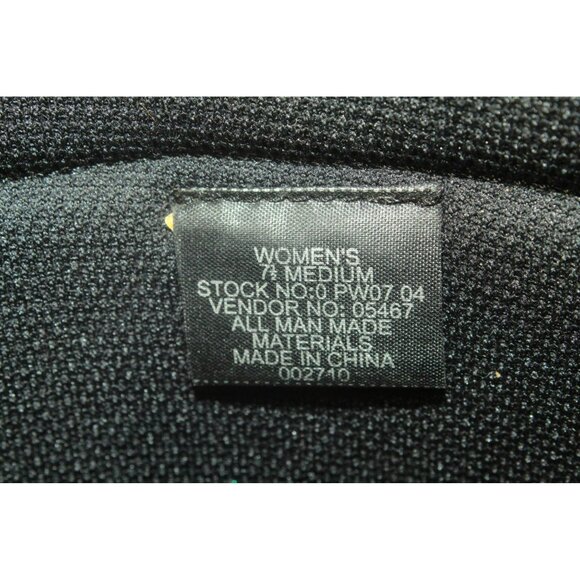 WOMEN'S
7½ MEDIUM
STOCK NO:0 PW07 04
VENDOR NO: 05467
ALL MAN MADE
MATERIALS
MADE IN CHINA
002710